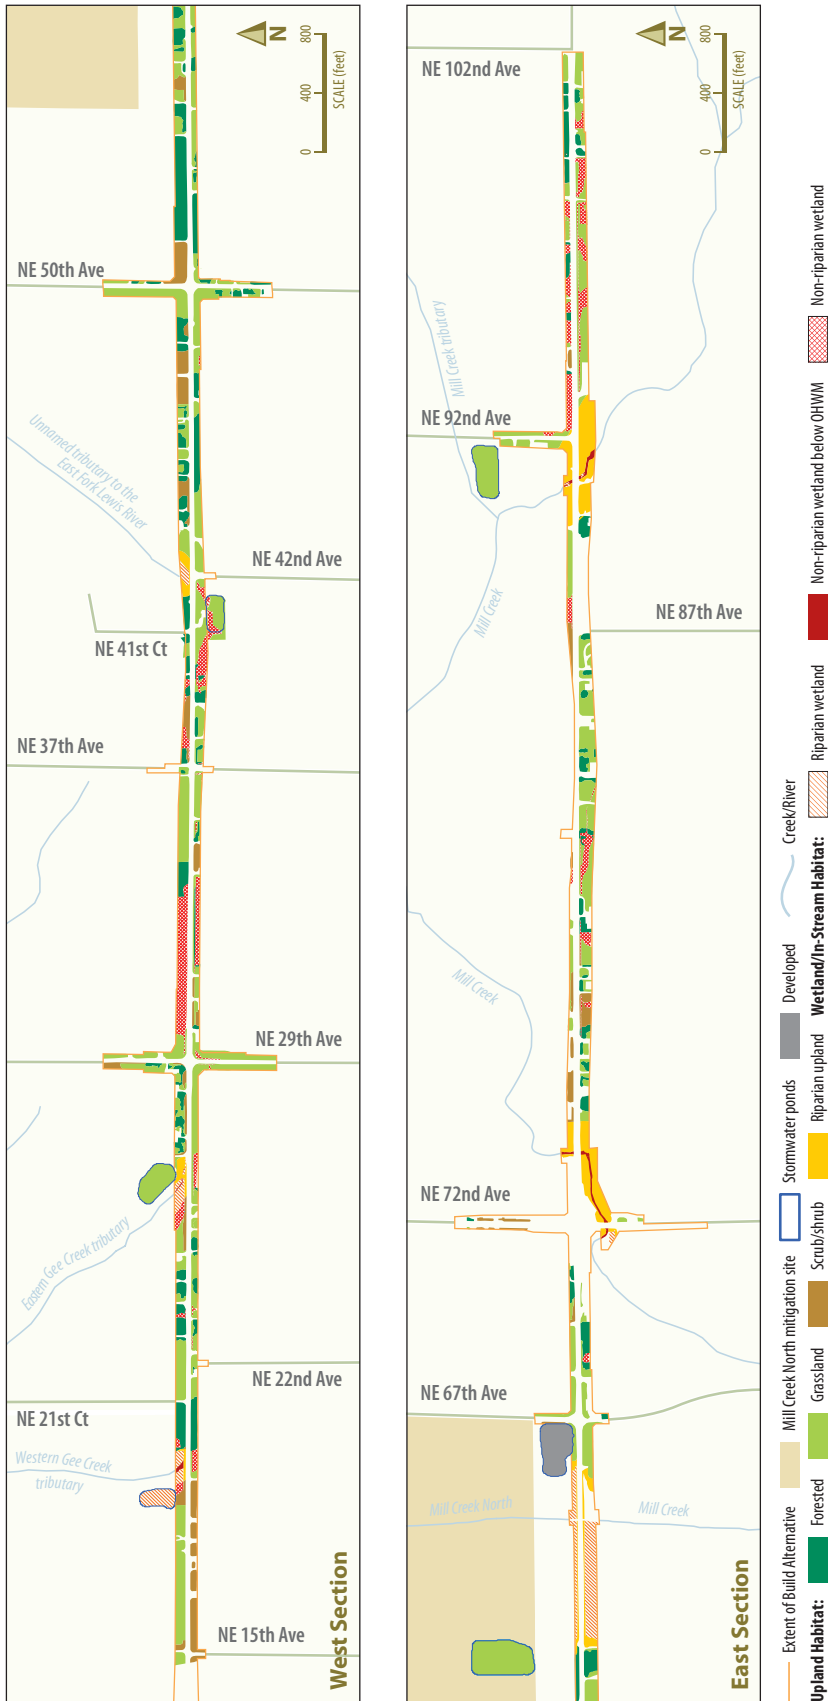 N
0
400
800
SCALE (feet)
NE 50th Ave
Unnamed tributary to the
East Fork Lewis River
NE 42nd Ave
NE 41st Ct
NE 37th Ave
NE 29th Ave
Eastern Gee Creek tributary
NE 22nd Ave
NE 21st Ct
Western Gee Creek
tributary
NE 15th Ave
West Section
N
0
400
800
SCALE (feet)
NE 102nd Ave
Mill Creek tributary
NE 92nd Ave
Mill Creek
NE 87th Ave
Mill Creek
NE 72nd Ave
NE 67th Ave
Mill Creek North
Mill Creek
East Section
Extent of Build Alternative
Mill Creek North mitigation site
Stormwater ponds
Developed
Creek/River
Upland Habitat:
Forested
Grassland
Scrub/shrub
Riparian upland
Wetland/In-Stream Habitat:
Riparian wetland
Non-riparian wetland below OHWM
Non-riparian wetland